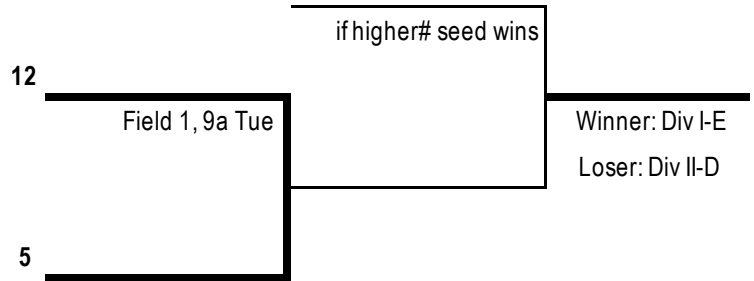 if higher# seed wins
12
Field 1, 9a Tue
Winner: Div I-E
Loser: Div II-D
5